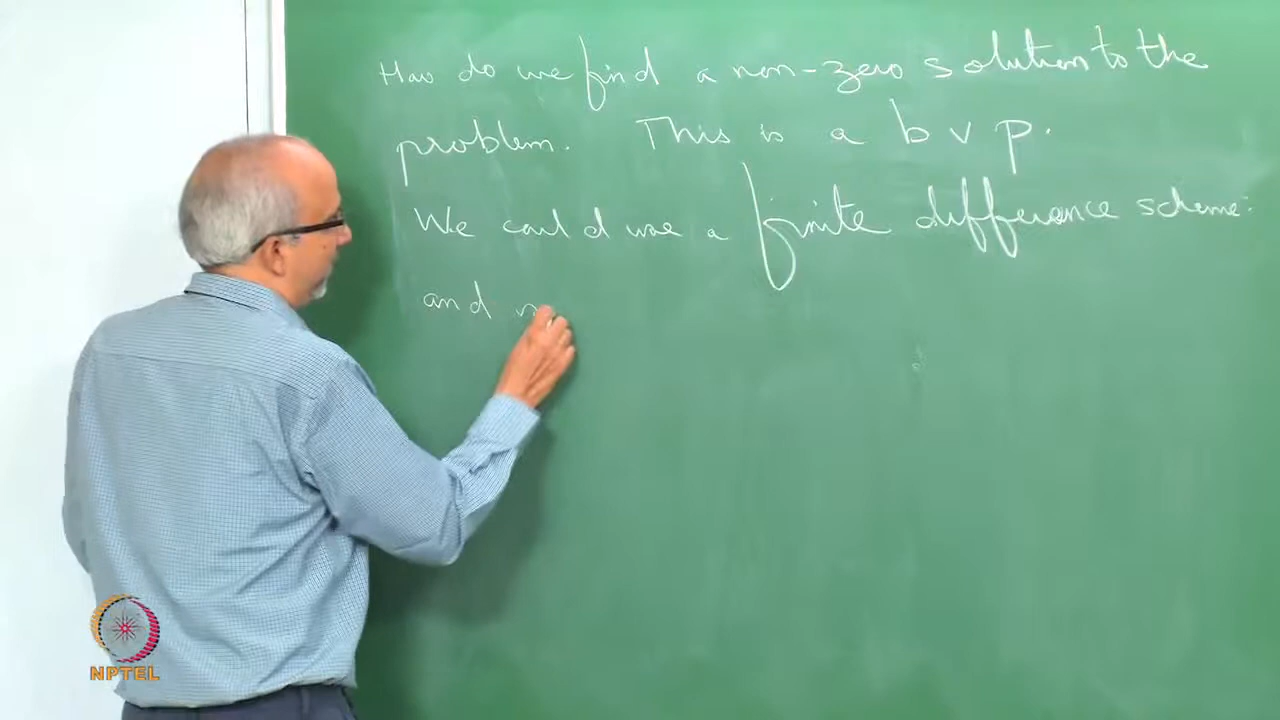 How do we find a non-zero solution to the
problem. This is a bvp.
We could use a finite difference scheme.
and
NPTEL